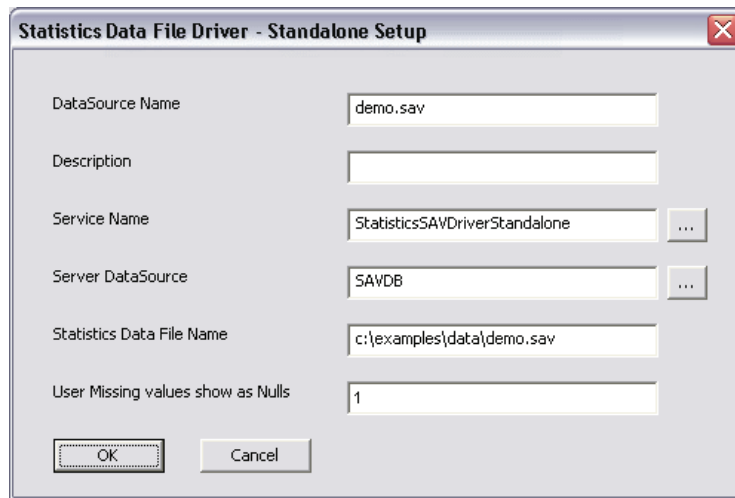 Statistics Data File Driver - Standalone Setup
DataSource Name
demo.sav
Description
Service Name
StatisticsSAVDriverStandalone
...
Server DataSource
SAVDB
...
Statistics Data File Name
c:\examples\data\demo.sav
User Missing values show as Nulls
1
OK
Cancel